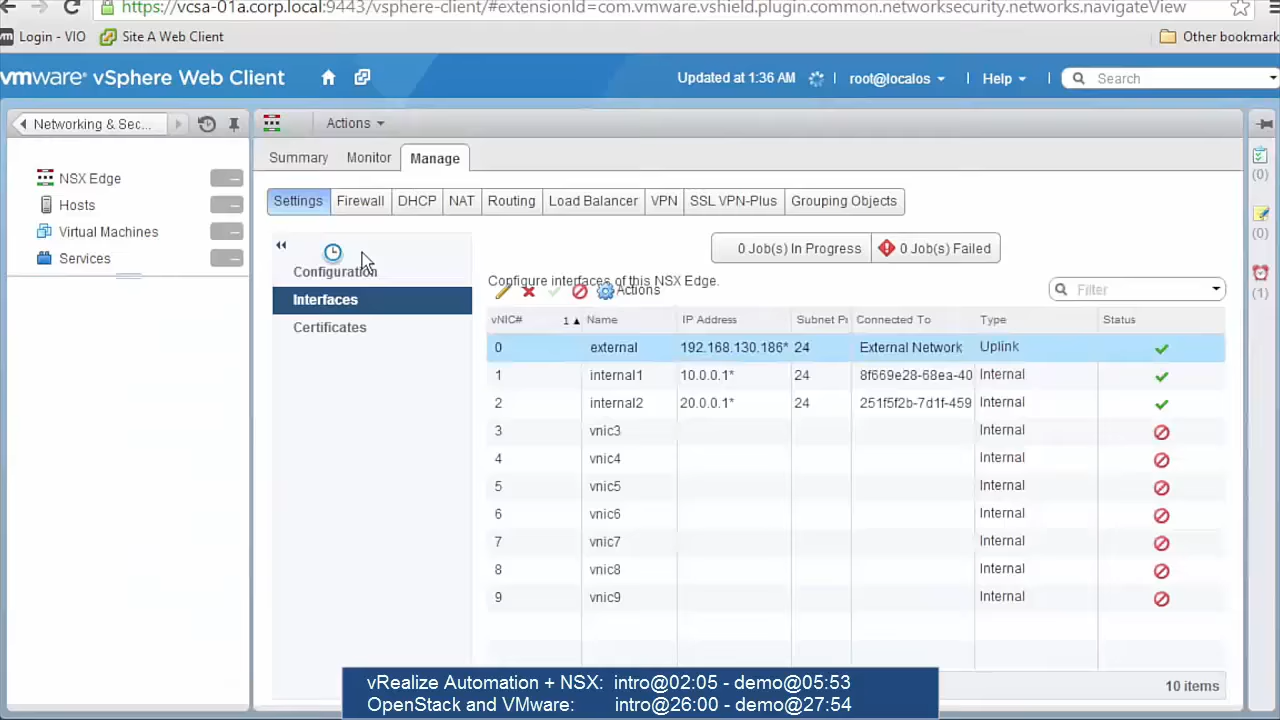 https://vcsa-01a.corp.local:9443/vsphere-client/#extensionId=com.vmware.vshield.plugin.common.networksecurity.networks.navigateView
Login - VIO Site A Web Client Other bookmark
vmware® vSphere Web Client Updated at 1:36 AM root@localos Help Search
Networking & Sec... Actions
Summary Monitor Manage
NSX Edge
Hosts
Virtual Machines
Services
Settings Firewall DHCP NAT Routing Load Balancer VPN SSL VPN-Plus Grouping Objects
Configuration
Interfaces
Certificates
0 Job(s) In Progress 0 Job(s) Failed
Configure interfaces of this NSX Edge.
Actions Filter
vNIC# 1 ▲ Name IP Address Subnet Pr Connected To Type Status
0 external 192.168.130.186* 24 External Network Uplink
1 internal1 10.0.0.1* 24 8f669e28-68ea-40 Internal
2 internal2 20.0.0.1* 24 251f5f2b-7d1f-459 Internal
3 vnic3 Internal
4 vnic4 Internal
5 vnic5 Internal
6 vnic6 Internal
7 vnic7 Internal
8 vnic8 Internal
9 vnic9 Internal
10 items
(0)
(0)
(1)
vRealize Automation + NSX: intro@02:05 - demo@05:53
OpenStack and VMware: intro@26:00 - demo@27:54